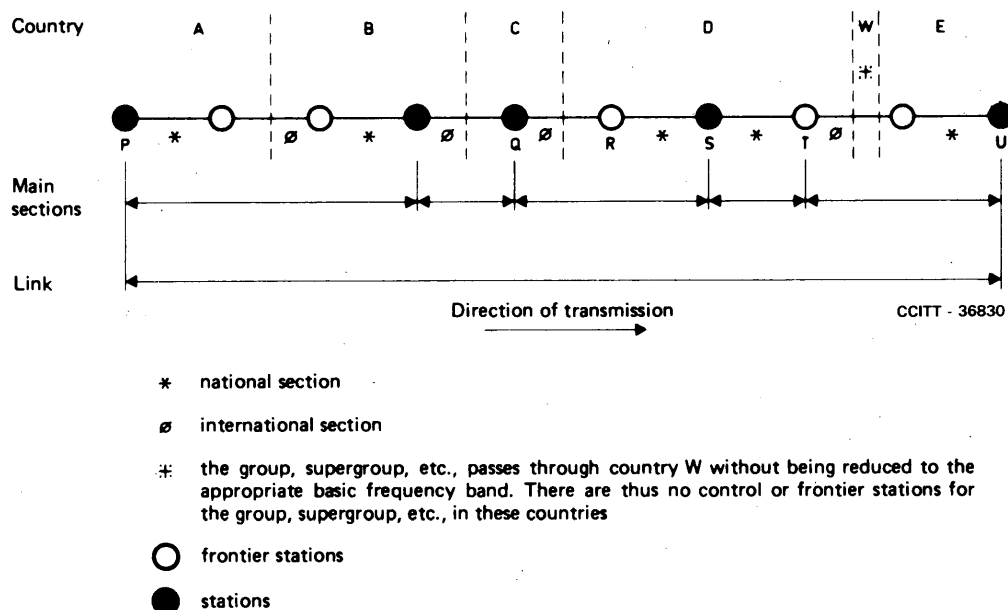 Country A B C D W E
⁜
P * ø * ø Q ø R * S * T ø * U
Main
sections
Link
Direction of transmission
CCITT - 36830
* national section
ø international section
⁜ the group, supergroup, etc., passes through country W without being reduced to the
appropriate basic frequency band. There are thus no control or frontier stations for
the group, supergroup, etc., in these countries
frontier stations
stations